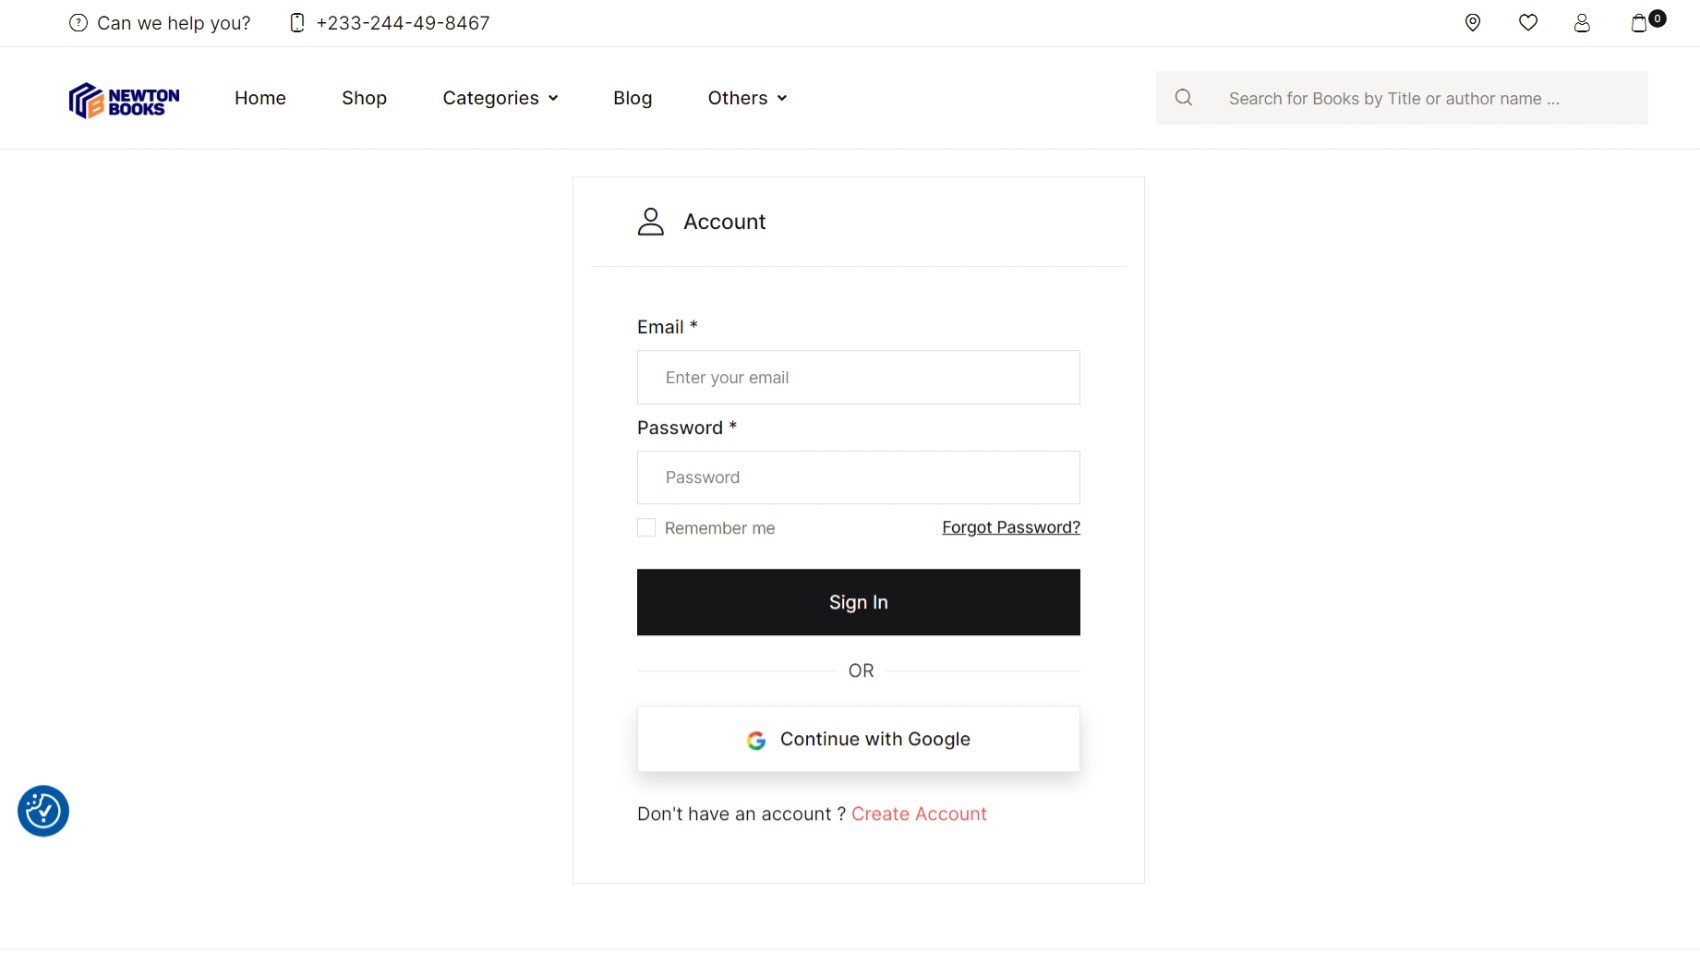 Can we help you? +233-244-49-8467 0
NEWTON
BOOKS
Home Shop Categories Blog Others Search for Books by Title or author name ...
Account
Email *
Enter your email
Password *
Password
Remember me Forgot Password?
Sign In
OR
Continue with Google
Don't have an account ? Create Account